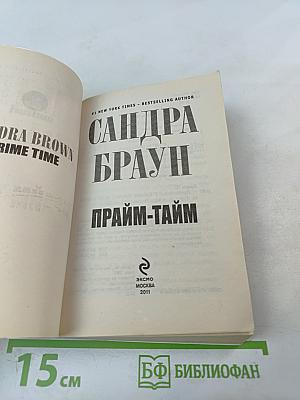 DRA BROWN
RIME TIME
#1 NEW YORK TIMES – BESTSELLING AUTHOR
САНДРА
БРАУН
ПРАЙМ-ТАЙМ
ЭКСМО
МОСКВА
2011
15 см
БФ БИБЛИОФАН